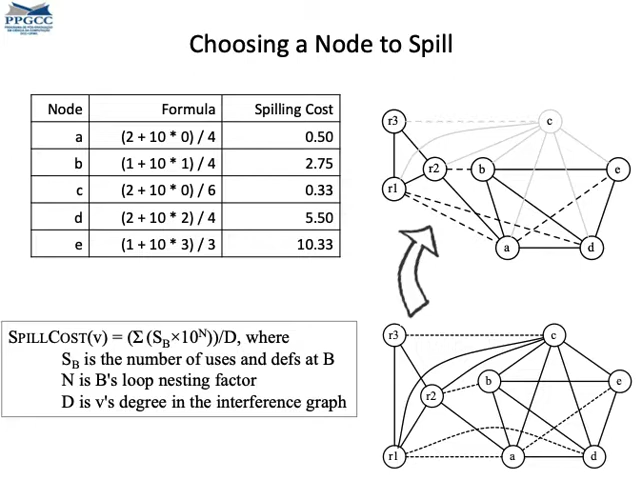 PPGCC
Choosing a Node to Spill
Node Formula Spilling Cost
a (2 + 10 * 0) / 4 0.50
b (1 + 10 * 1) / 4 2.75
c (2 + 10 * 0) / 6 0.33
d (2 + 10 * 2) / 4 5.50
e (1 + 10 * 3) / 3 10.33
r3 c
r2 b e
r1
a d
SPILLCOST(v) = (Σ (SB×10N))/D, where
SB is the number of uses and defs at B
N is B's loop nesting factor
D is v's degree in the interference graph
r3 c
b e
r2
r1 a d